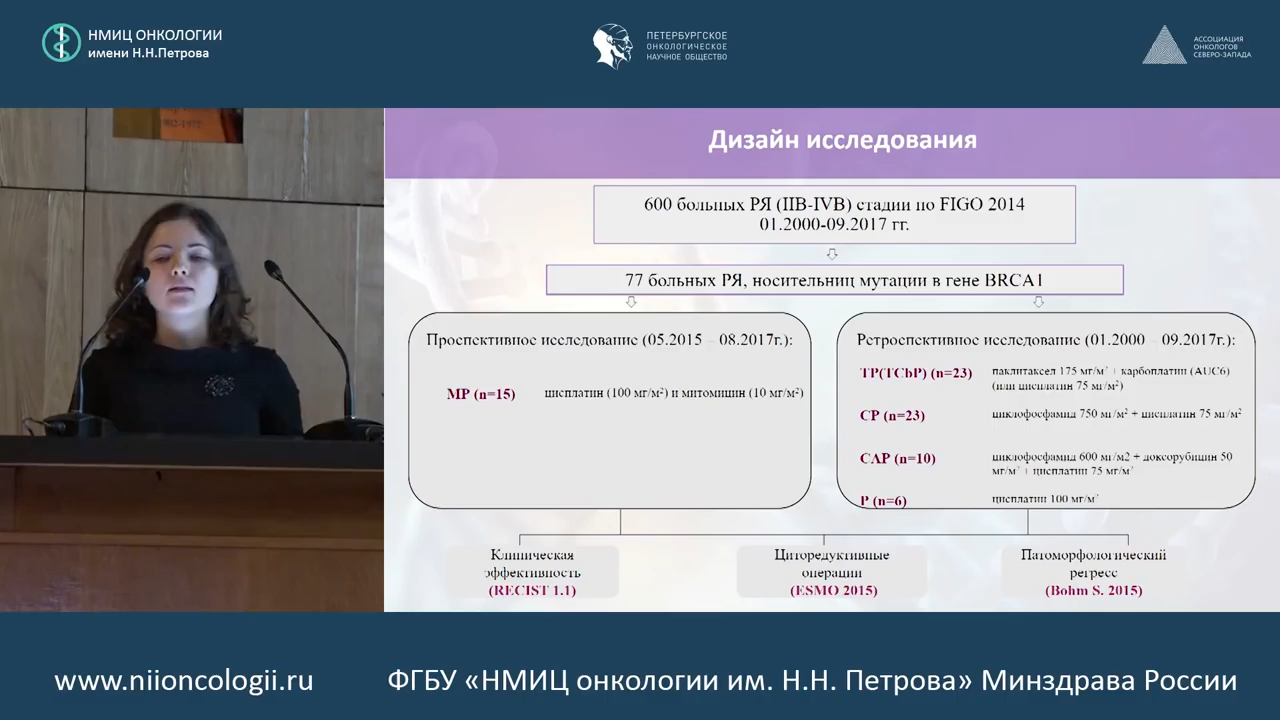 НМИЦ ОНКОЛОГИИ
имени Н.Н.Петрова
ПЕТЕРБУРГСКОЕ
ОНКОЛОГИЧЕСКОЕ
НАУЧНОЕ ОБЩЕСТВО
АССОЦИАЦИЯ
ОНКОЛОГОВ
СЕВЕРО-ЗАПАДА
Дизайн исследования
600 больных РЯ (IIB-IVB) стадии по FIGO 2014
01.2000-09.2017 гг.
77 больных РЯ, носительниц мутации в гене BRCA1
Проспективное исследование (05.2015 – 08.2017г.):
MP (n=15) цисплатин (100 мг/м²) и митомицин (10 мг/м²)
Ретроспективное исследование (01.2000 – 09.2017г.):
TP(TCbP) (n=23) паклитаксел 175 мг/м² + карбоплатин (AUC6)
(или цисплатин 75 мг/м²)
CP (n=23) циклофосфамид 750 мг/м² + цисплатин 75 мг/м²
CAP (n=10) циклофосфамид 600 мг/м2 + доксорубицин 50
мг/м² + цисплатин 75 мг/м²
P (n=6) цисплатин 100 мг/м²
Клиническая
эффективность
(RECIST 1.1)
Циторедуктивные
операции
(ESMO 2015)
Патоморфологический
регресс
(Bohm S. 2015)
www.niioncologii.ru
ФГБУ «НМИЦ онкологии им. Н.Н. Петрова» Минздрава России